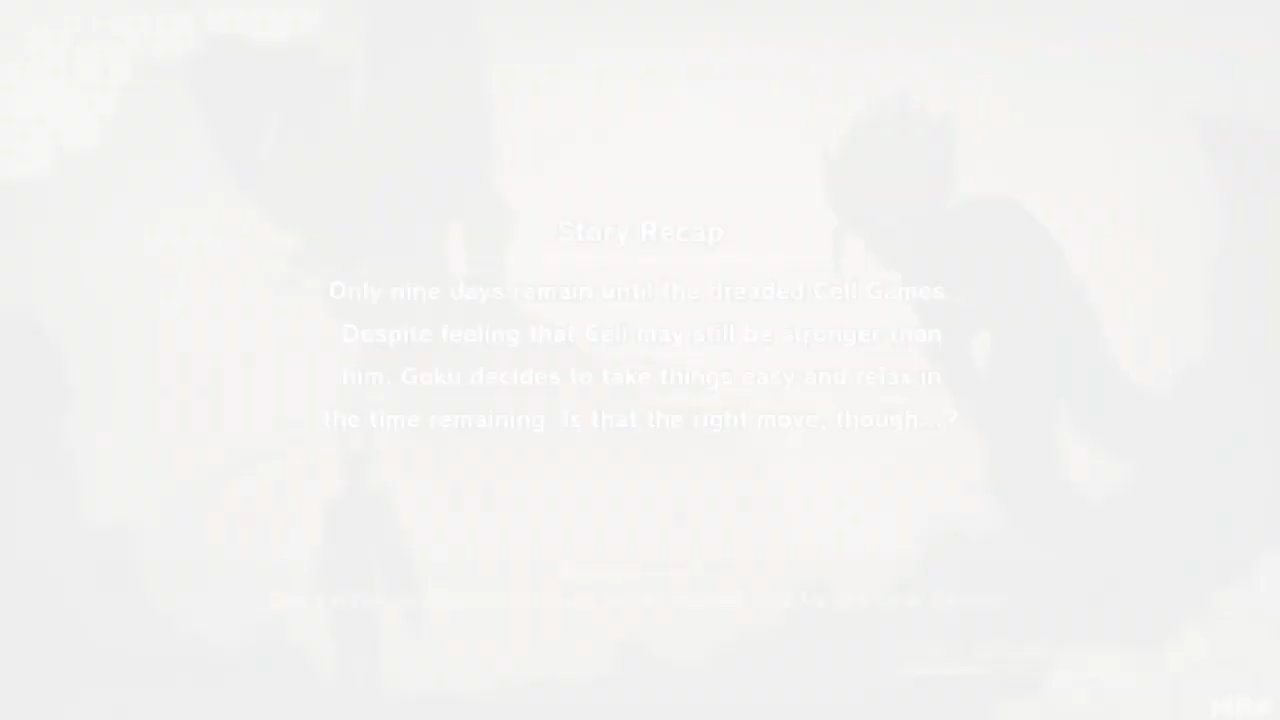 Story Recap
Only nine days remain until the dreaded Cell Games.
Despite feeling that Cell may still be stronger than
him, Goku decides to take things easy and relax in
the time remaining. Is that the right move, though...?